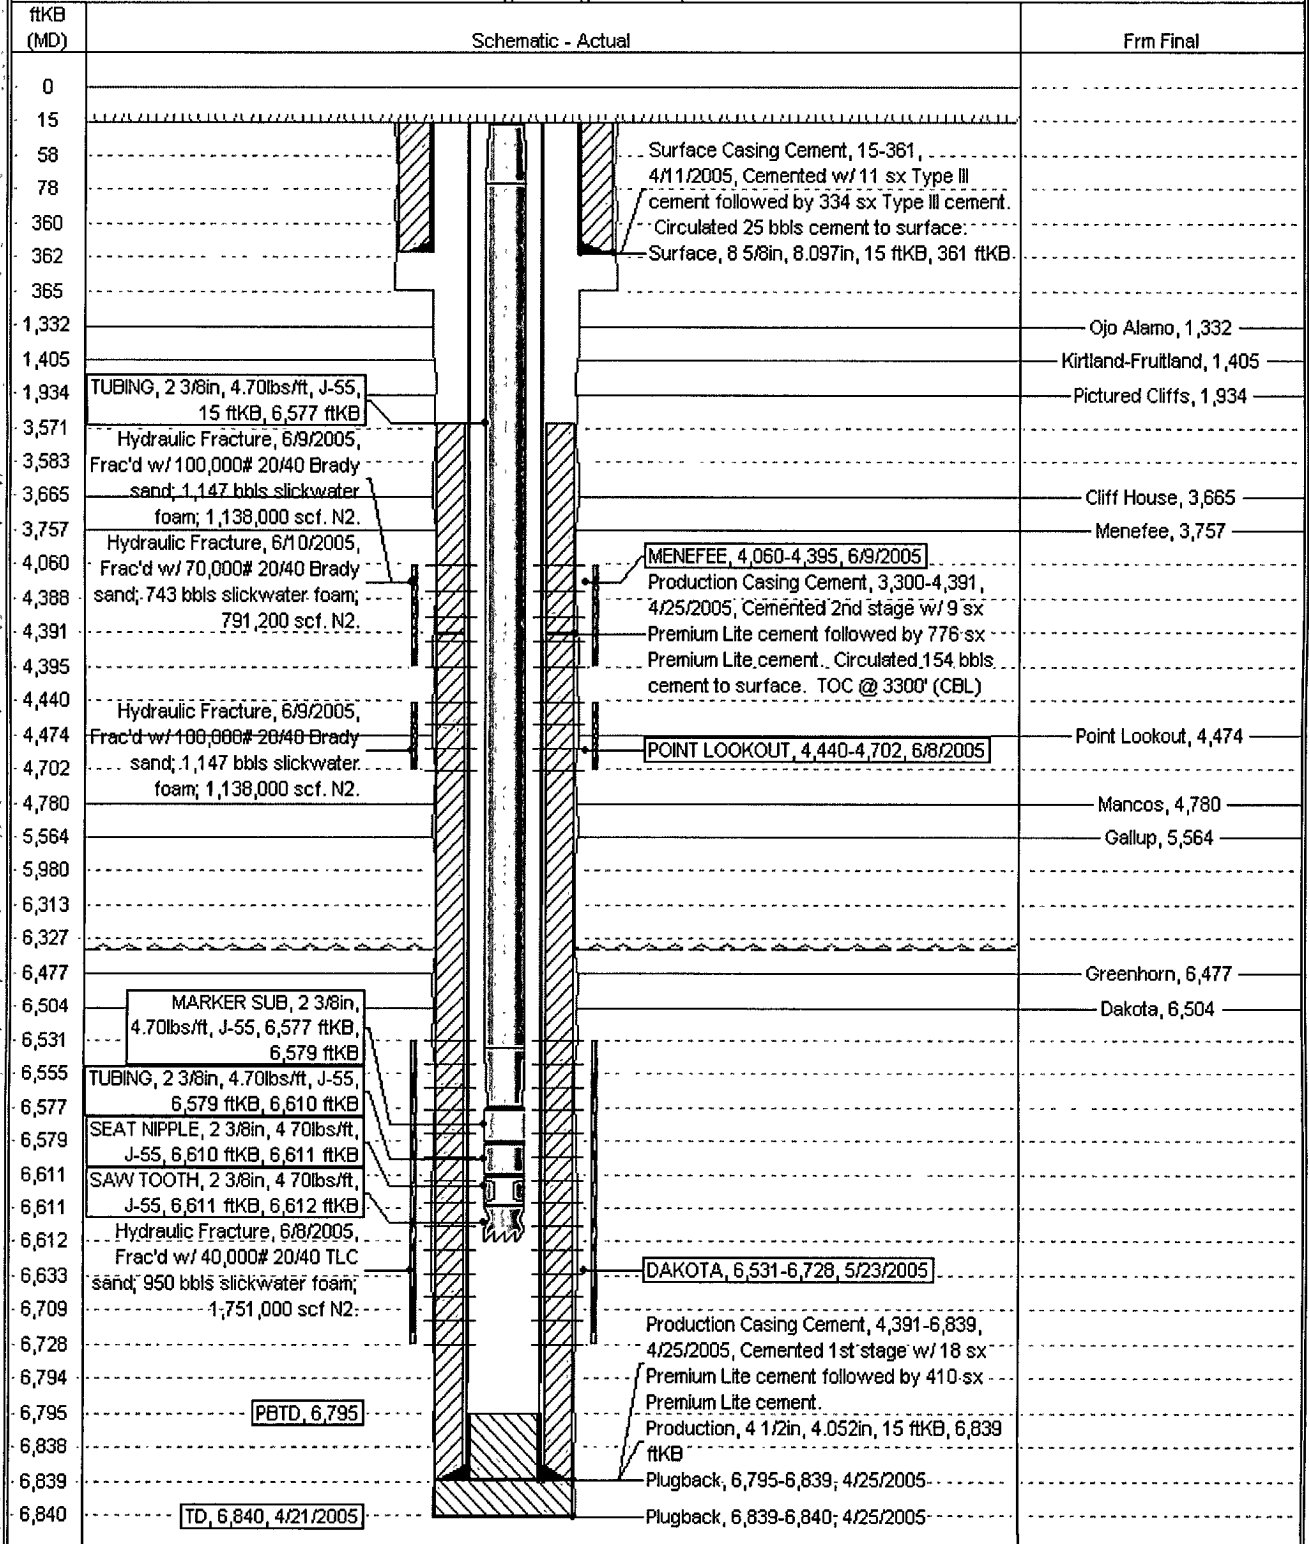 ftKB
(MD)
Schematic - Actual
Frm Final
0
15
58
78
360
362
365
1,332
1,405
1,934
3,571
3,583
3,665
3,757
4,060
4,388
4,391
4,395
4,440
4,474
4,702
4,780
5,564
5,980
6,313
6,327
6,477
6,504
6,531
6,555
6,577
6,579
6,611
6,611
6,612
6,633
6,709
6,728
6,794
6,795
6,838
6,839
6,840
TUBING, 2 3/8in, 4.70lbs/ft, J-55,
15 ftKB, 6,577 ftKB
Hydraulic Fracture, 6/9/2005,
Frac'd w/ 100,000# 20/40 Brady
sand; 1,147 bbls slickwater
foam; 1,138,000 scf. N2.
Hydraulic Fracture, 6/10/2005,
Frac'd w/ 70,000# 20/40 Brady
sand; 743 bbls slickwater foam;
791,200 scf. N2.
Hydraulic Fracture, 6/9/2005,
Frac'd w/ 100,000# 20/40 Brady
sand; 1,147 bbls slickwater
foam; 1,138,000 scf. N2.
MARKER SUB, 2 3/8in,
4.70lbs/ft, J-55, 6,577 ftKB,
6,579 ftKB
TUBING, 2 3/8in, 4.70lbs/ft, J-55,
6,579 ftKB, 6,610 ftKB
SEAT NIPPLE, 2 3/8in, 4 70lbs/ft,
J-55, 6,610 ftKB, 6,611 ftKB
SAW TOOTH, 2 3/8in, 4 70lbs/ft,
J-55, 6,611 ftKB, 6,612 ftKB
Hydraulic Fracture, 6/8/2005,
Frac'd w/ 40,000# 20/40 TLC
sand; 950 bbls slickwater foam;
1,751,000 scf N2.
PBTD, 6,795
TD, 6,840, 4/21/2005
Surface Casing Cement, 15-361,
4/11/2005, Cemented w/ 11 sx Type III
cement followed by 334 sx Type III cement.
Circulated 25 bbls cement to surface.
Surface, 8 5/8in, 8.097in, 15 ftKB, 361 ftKB
MENEFEE, 4,060-4,395, 6/9/2005
Production Casing Cement, 3,300-4,391,
4/25/2005, Cemented 2nd stage w/ 9 sx
Premium Lite cement followed by 776 sx
Premium Lite cement. Circulated 154 bbls
cement to surface. TOC @ 3300' (CBL)
POINT LOOKOUT, 4,440-4,702, 6/8/2005
DAKOTA, 6,531-6,728, 5/23/2005
Production Casing Cement, 4,391-6,839,
4/25/2005, Cemented 1st stage w/ 18 sx
Premium Lite cement followed by 410 sx
Premium Lite cement.
Production, 4 1/2in, 4.052in, 15 ftKB, 6,839
ftKB
Plugback, 6,795-6,839, 4/25/2005
Plugback, 6,839-6,840, 4/25/2005
Ojo Alamo, 1,332
Kirtland-Fruitland, 1,405
Pictured Cliffs, 1,934
Cliff House, 3,665
Menefee, 3,757
Point Lookout, 4,474
Mancos, 4,780
Gallup, 5,564
Greenhorn, 6,477
Dakota, 6,504